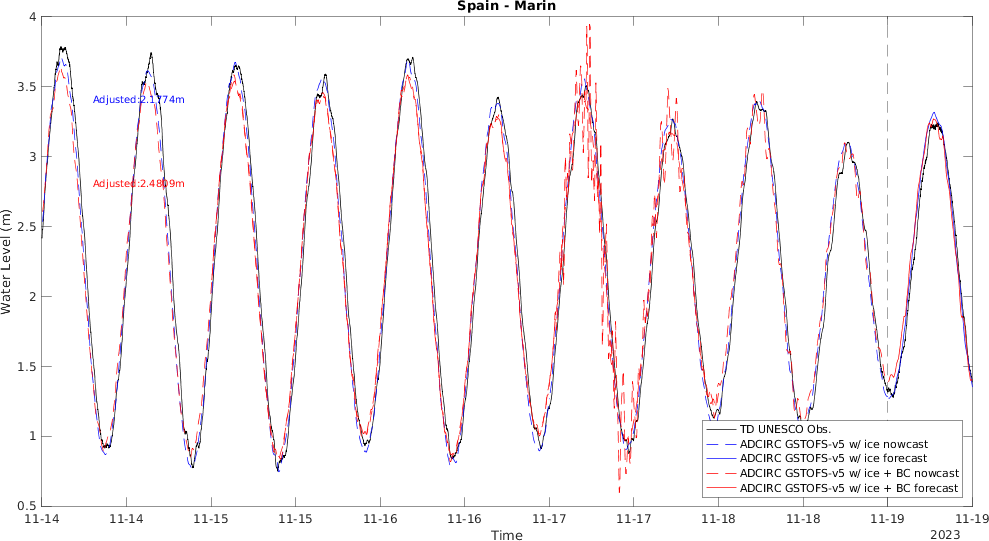 Spain - Marin
4
3.5
3
2.5
2
1.5
1
0.5
Water Level (m)
Adjusted:2.1774m
Adjusted:2.4809m
TD UNESCO Obs.
ADCIRC GSTOFS-v5 w/ ice nowcast
ADCIRC GSTOFS-v5 w/ ice forecast
ADCIRC GSTOFS-v5 w/ ice + BC nowcast
ADCIRC GSTOFS-v5 w/ ice + BC forecast
11-14 11-14 11-15 11-15 11-16 11-16 11-17 11-17 11-18 11-18 11-19 11-19
Time
2023